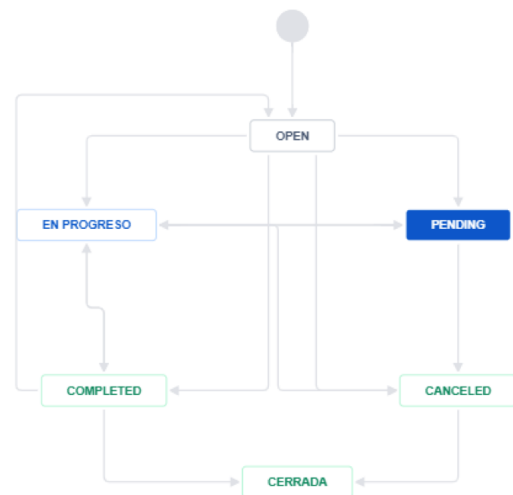 OPEN
EN PROGRESO
PENDING
COMPLETED
CANCELED
CERRADA